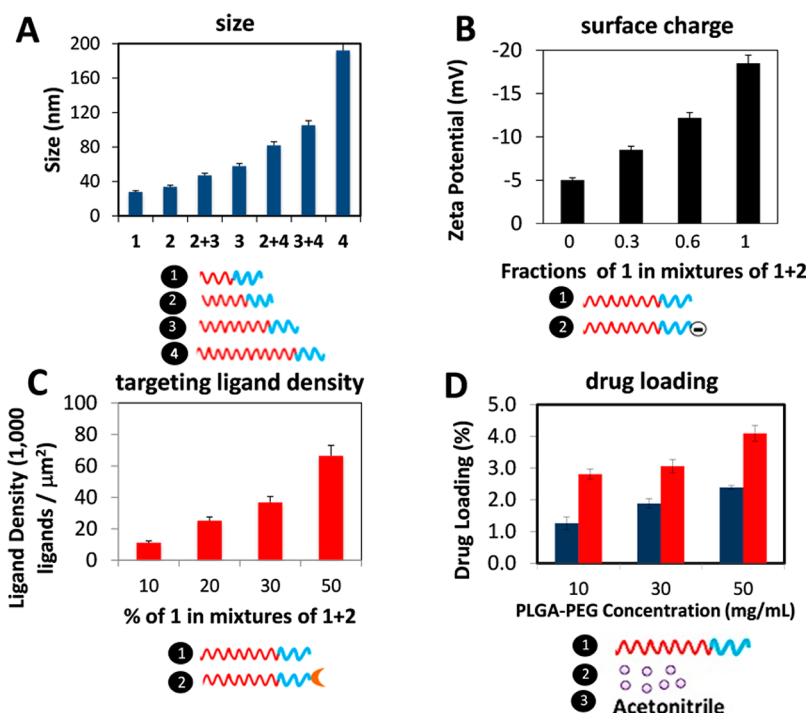 A
size
Size (nm)
200
160
120
80
40
0
1 2 2+3 3 2+4 3+4 4
1
2
3
4
B
surface charge
Zeta Potential (mV)
-20
-15
-10
-5
0
0 0.3 0.6 1
Fractions of 1 in mixtures of 1+2
1
2
C
targeting ligand density
Ligand Density (1,000
ligands / μm²)
100
80
60
40
20
0
10 20 30 50
% of 1 in mixtures of 1+2
1
2
D
drug loading
Drug Loading (%)
5.0
4.0
3.0
2.0
1.0
0.0
10 30 50
PLGA-PEG Concentration (mg/mL)
1
2
3
Acetonitrile